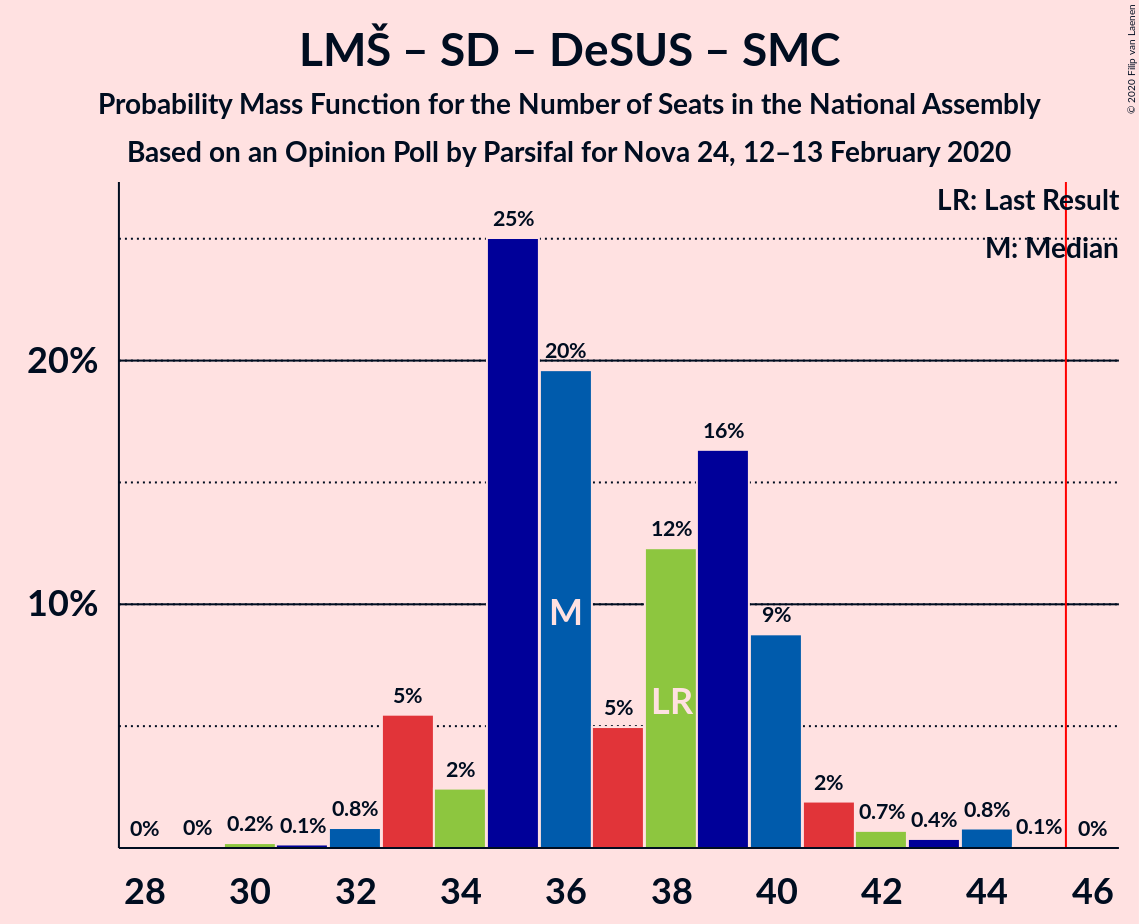 LMŠ – SD – DeSUS – SMC
Probability Mass Function for the Number of Seats in the National Assembly
Based on an Opinion Poll by Parsifal for Nova 24, 12–13 February 2020
© 2020 Filip van Laenen
LR: Last Result
M: Median
20%
10%
0%
0%
0.2%
0.1%
0.8%
5%
2%
25%
20%
5%
12%
16%
9%
2%
0.7%
0.4%
0.8%
0.1%
0%
M
LR
28 30 32 34 36 38 40 42 44 46